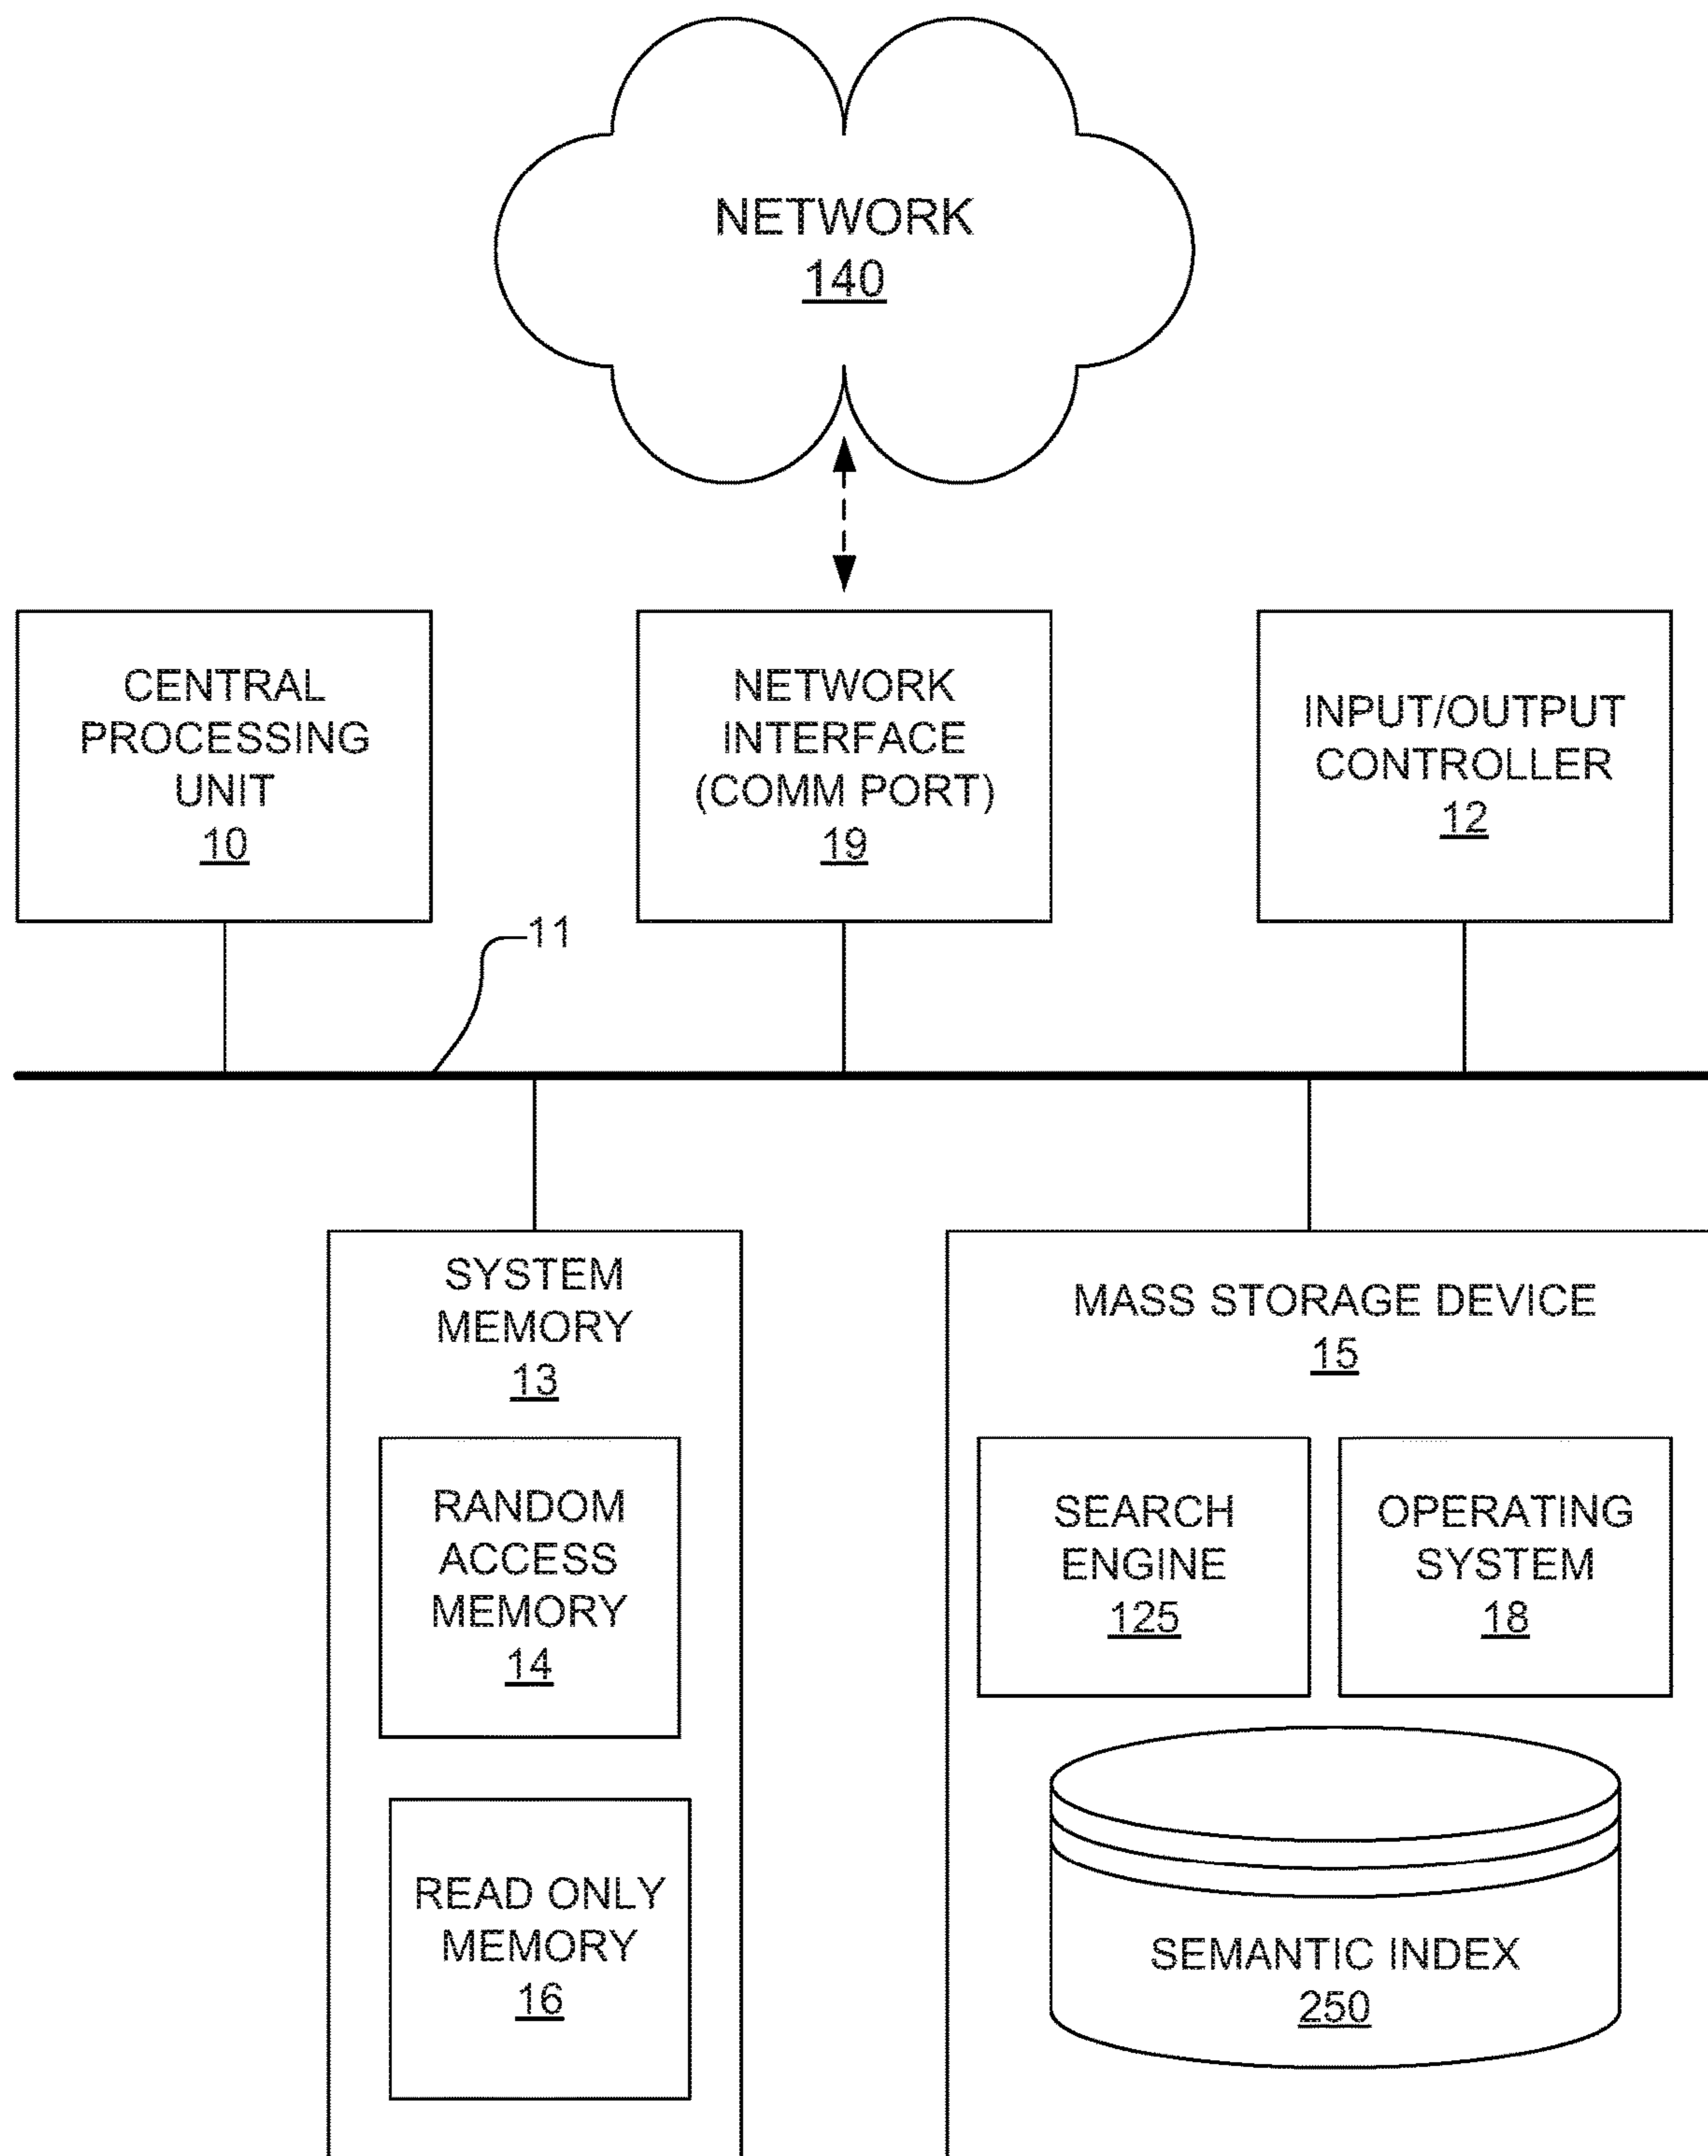 NETWORK
140
CENTRAL
PROCESSING
UNIT
10
NETWORK
INTERFACE
(COMM PORT)
19
INPUT/OUTPUT
CONTROLLER
12
11
SYSTEM
MEMORY
13
RANDOM
ACCESS
MEMORY
14
READ ONLY
MEMORY
16
MASS STORAGE DEVICE
15
SEARCH
ENGINE
125
OPERATING
SYSTEM
18
SEMANTIC INDEX
250